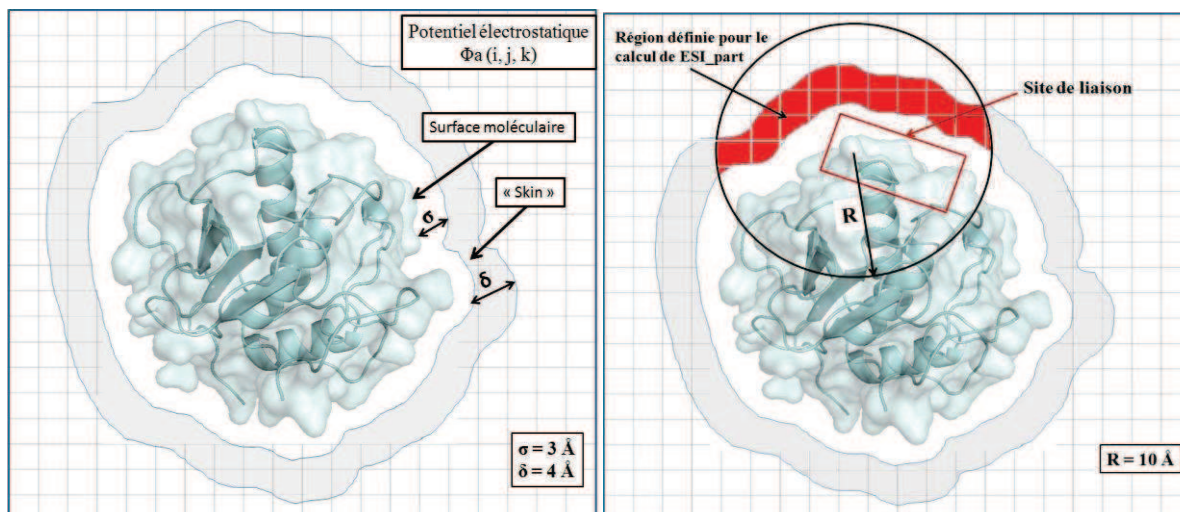 Potentiel électrostatique
Φa (i, j, k)
Surface moléculaire
« Skin »
σ
δ
σ = 3 Å
δ = 4 Å
Région définie pour le
calcul de ESI_part
Site de liaison
R
R = 10 Å